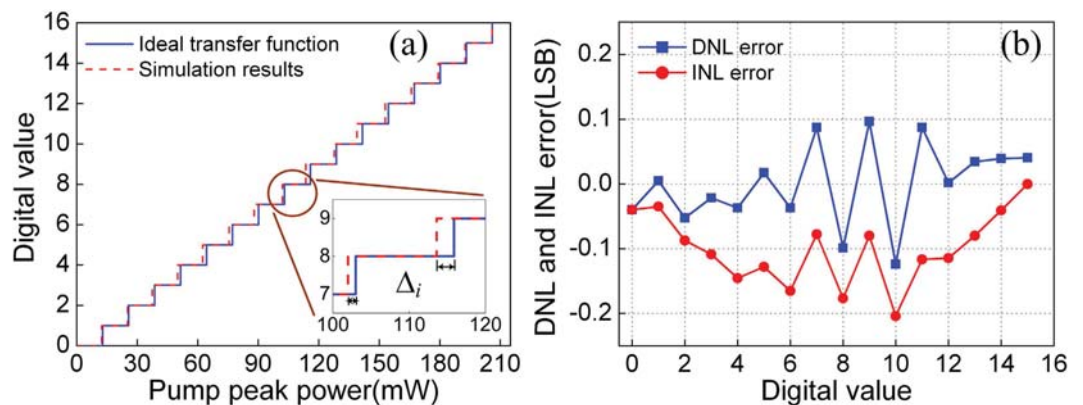 (a)
Ideal transfer function
Simulation results
Digital value
16
14
12
10
8
6
4
2
0
9
8
7
Δi
100 110 120
0 30 60 90 120 150 180 210
Pump peak power(mW)
(b)
DNL error
INL error
DNL and INL error(LSB)
0.2
0.1
0.0
-0.1
-0.2
0 2 4 6 8 10 12 14 16
Digital value